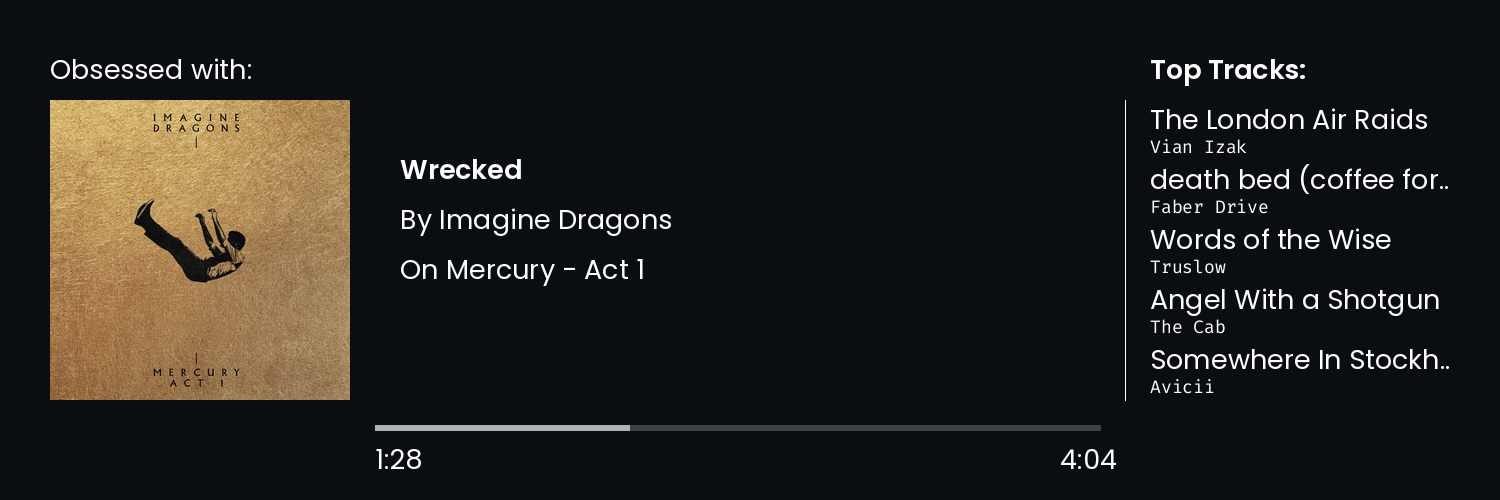 Obsessed with:
IMAGINE
DRAGONS
MERCURY
ACT I
Wrecked
By Imagine Dragons
On Mercury - Act 1
1:28
4:04
Top Tracks:
The London Air Raids
Vian Izak
death bed (coffee for..
Faber Drive
Words of the Wise
Truslow
Angel With a Shotgun
The Cab
Somewhere In Stockh..
Avicii